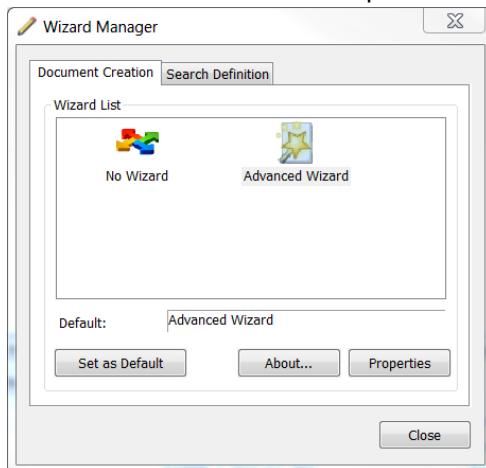 Wizard Manager
Document Creation Search Definition
Wizard List
No Wizard Advanced Wizard
Default: Advanced Wizard
Set as Default About... Properties
Close